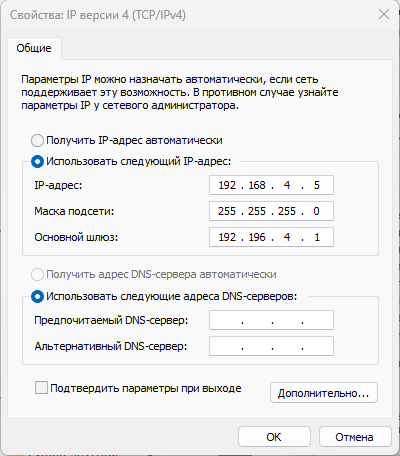 Свойства: IP версии 4 (TCP/IPv4)
Общие
Параметры IP можно назначать автоматически, если сеть
поддерживает эту возможность. В противном случае узнайте
параметры IP у сетевого администратора.
Получить IP-адрес автоматически
Использовать следующий IP-адрес:
IP-адрес: 192 . 168 . 4 . 5
Маска подсети: 255 . 255 . 255 . 0
Основной шлюз: 192 . 196 . 4 . 1
Получить адрес DNS-сервера автоматически
Использовать следующие адреса DNS-серверов:
Предпочитаемый DNS-сервер: . . .
Альтернативный DNS-сервер: . . .
Подтвердить параметры при выходе
Дополнительно...
ОК Отмена